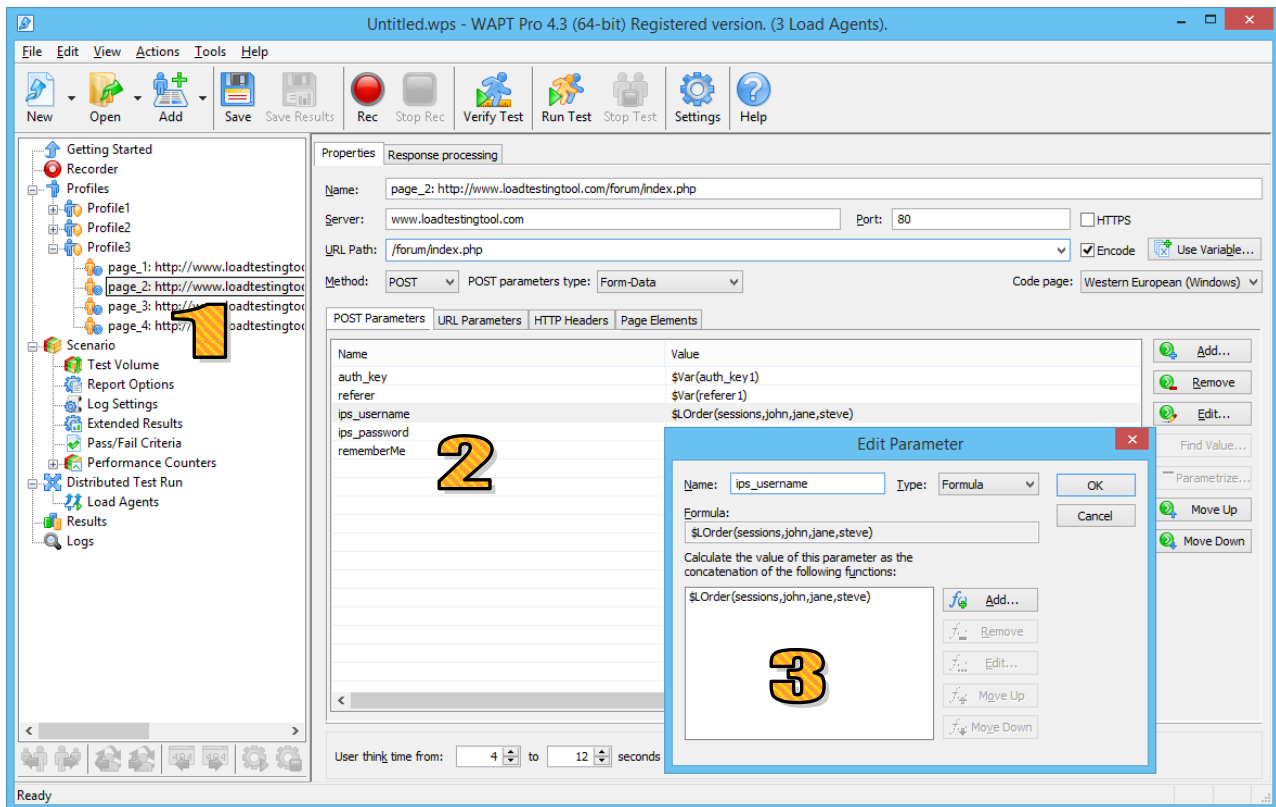 Untitled.wps - WAPT Pro 4.3 (64-bit) Registered version. (3 Load Agents).
File Edit View Actions Tools Help
New Open Add Save Save Results Rec Stop Rec Verify Test Run Test Stop Test Settings Help
Getting Started
Recorder
Profiles
Profile1
Profile2
Profile3
page_1: http://www.loadtestingtoo
page_2: http://www.loadtestingtoo
page_3: http://www.loadtestingtoo
page_4: http://www.loadtestingtoo
1
Scenario
Test Volume
Report Options
Log Settings
Extended Results
Pass/Fail Criteria
Performance Counters
Distributed Test Run
Load Agents
Results
Logs
Properties Response processing
Name: page_2: http://www.loadtestingtool.com/forum/index.php
Server: www.loadtestingtool.com Port: 80 HTTPS
URL Path: /forum/index.php Encode Use Variable...
Method: POST POST parameters type: Form-Data Code page: Western European (Windows)
POST Parameters URL Parameters HTTP Headers Page Elements
Name Value
auth_key $Var(auth_key1)
referer $Var(referer1)
ips_username $LOrder(sessions,john,jane,steve)
ips_password
rememberMe
2
Add...
Remove
Edit...
Find Value...
Parametrize...
Move Up
Move Down
Edit Parameter
Name: ips_username Type: Formula OK
Formula: Cancel
$LOrder(sessions,john,jane,steve)
Calculate the value of this parameter as the
concatenation of the following functions:
$LOrder(sessions,john,jane,steve)
3
Add...
Remove
Edit...
Move Up
Move Down
User think time from: 4 to 12 seconds
404 404
Ready